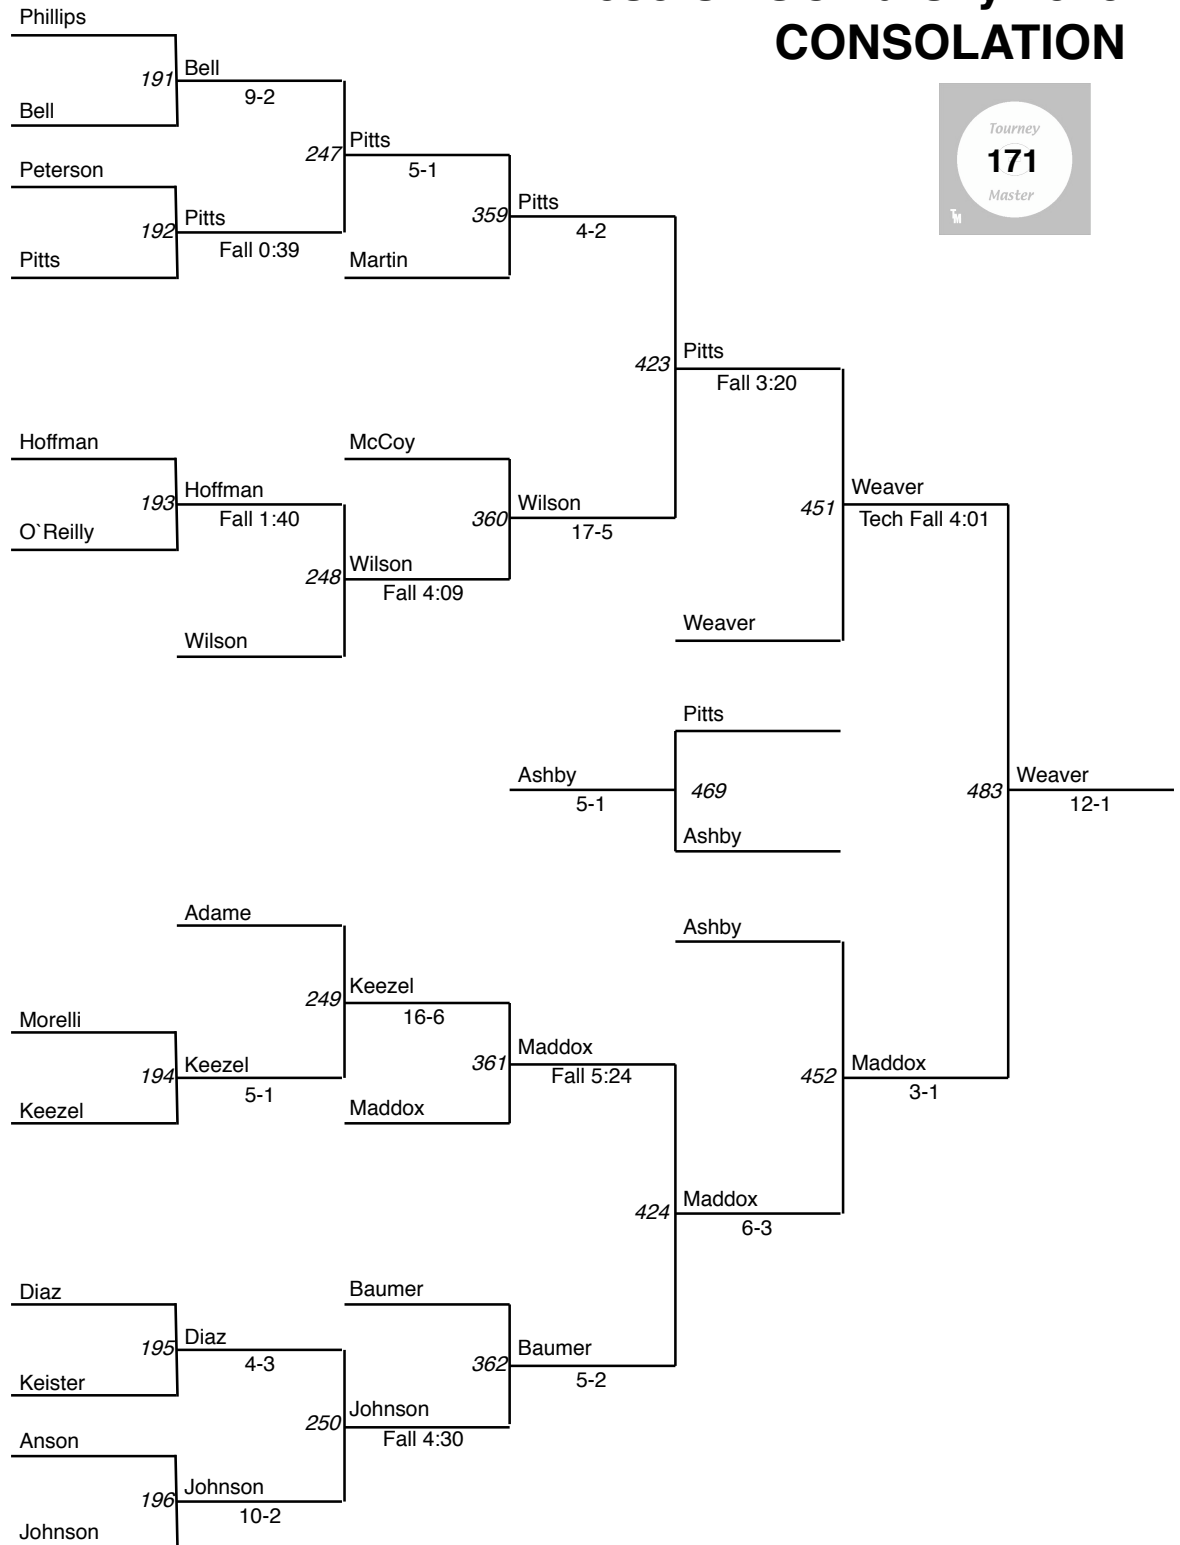 CONSOLATION
Tourney
171
Master
TM
Phillips
191
Bell
9-2
Bell
247
Pitts
5-1
Peterson
192
Pitts
Fall 0:39
Pitts
Martin
359
Pitts
4-2
423
Pitts
Fall 3:20
Hoffman
193
Hoffman
Fall 1:40
O`Reilly
McCoy
360
Wilson
17-5
248
Wilson
Fall 4:09
Wilson
451
Weaver
Tech Fall 4:01
Weaver
Pitts
Ashby
5-1
469
Ashby
483
Weaver
12-1
Adame
249
Keezel
16-6
Morelli
194
Keezel
5-1
Keezel
Maddox
361
Maddox
Fall 5:24
Ashby
452
Maddox
3-1
424
Maddox
6-3
Diaz
195
Diaz
4-3
Keister
Baumer
362
Baumer
5-2
250
Johnson
Fall 4:30
Anson
196
Johnson
10-2
Johnson